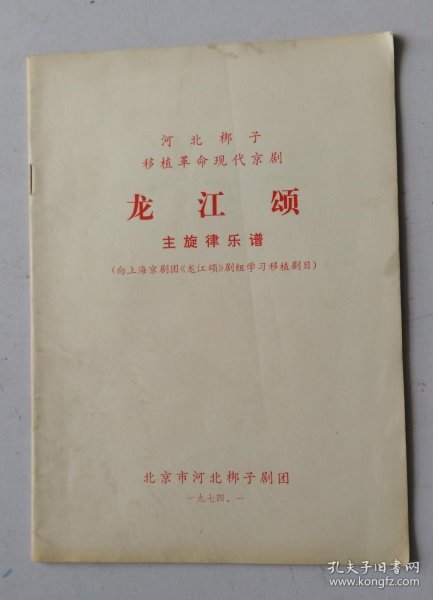 河北梆子
移植革命现代京剧
龙江颂
主旋律乐谱
(向上海京剧团《龙江颂》剧组学习移植剧目)
北京市河北梆子剧团
一九七四、一
孔夫子旧书网
www.kongfz.com